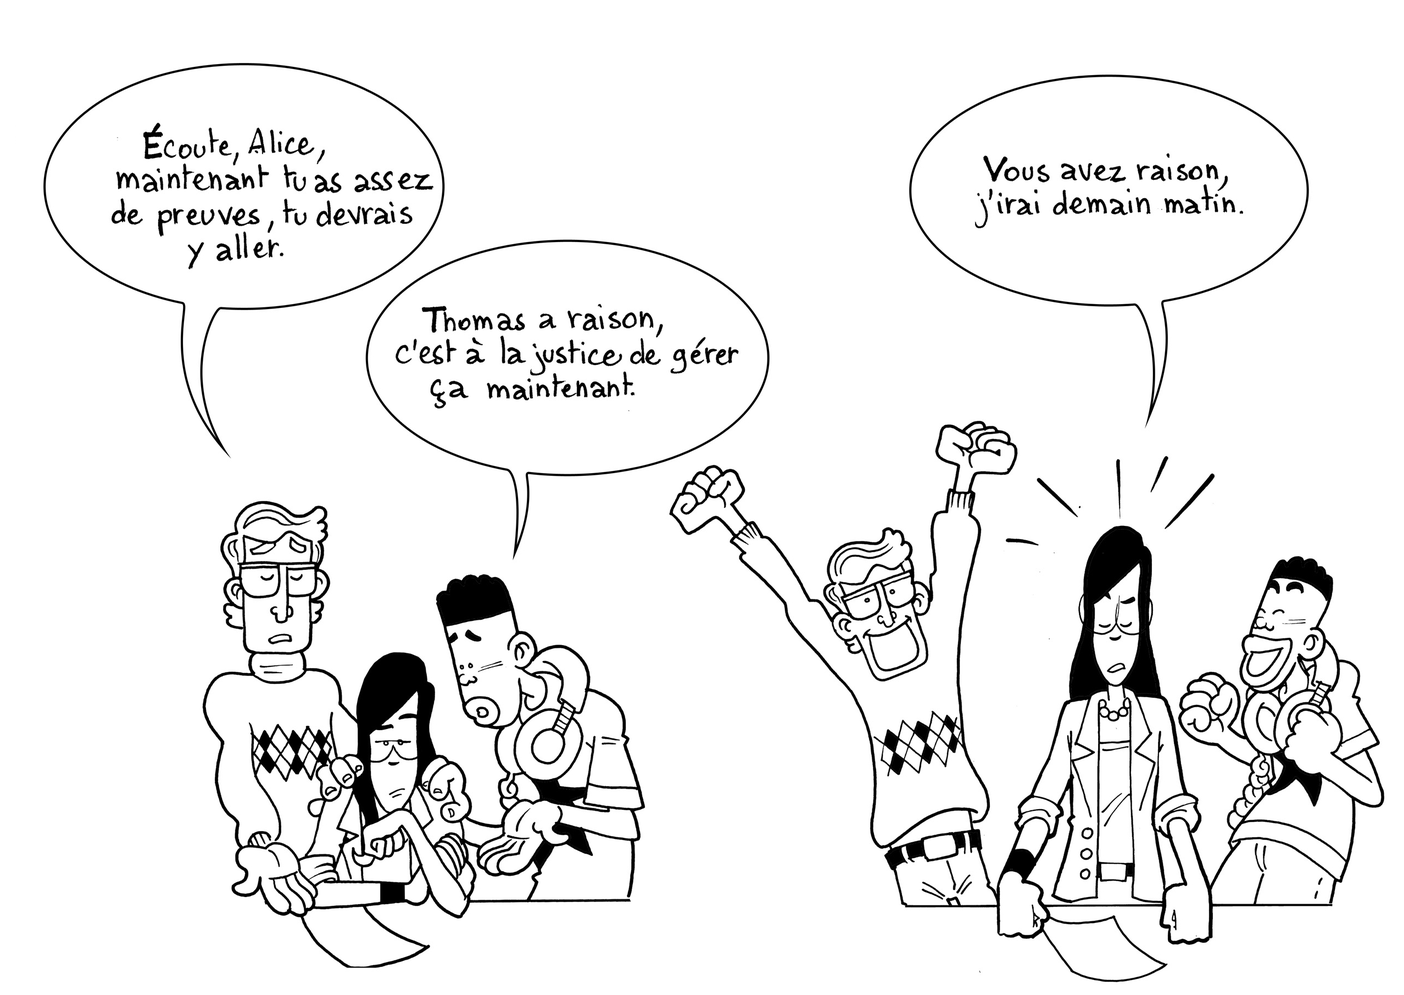 Écoute, Alice,
maintenant tu as assez
de preuves, tu devrais
y aller.
Thomas a raison,
c'est à la justice de gérer
ça maintenant.
Vous avez raison,
j'irai demain matin.